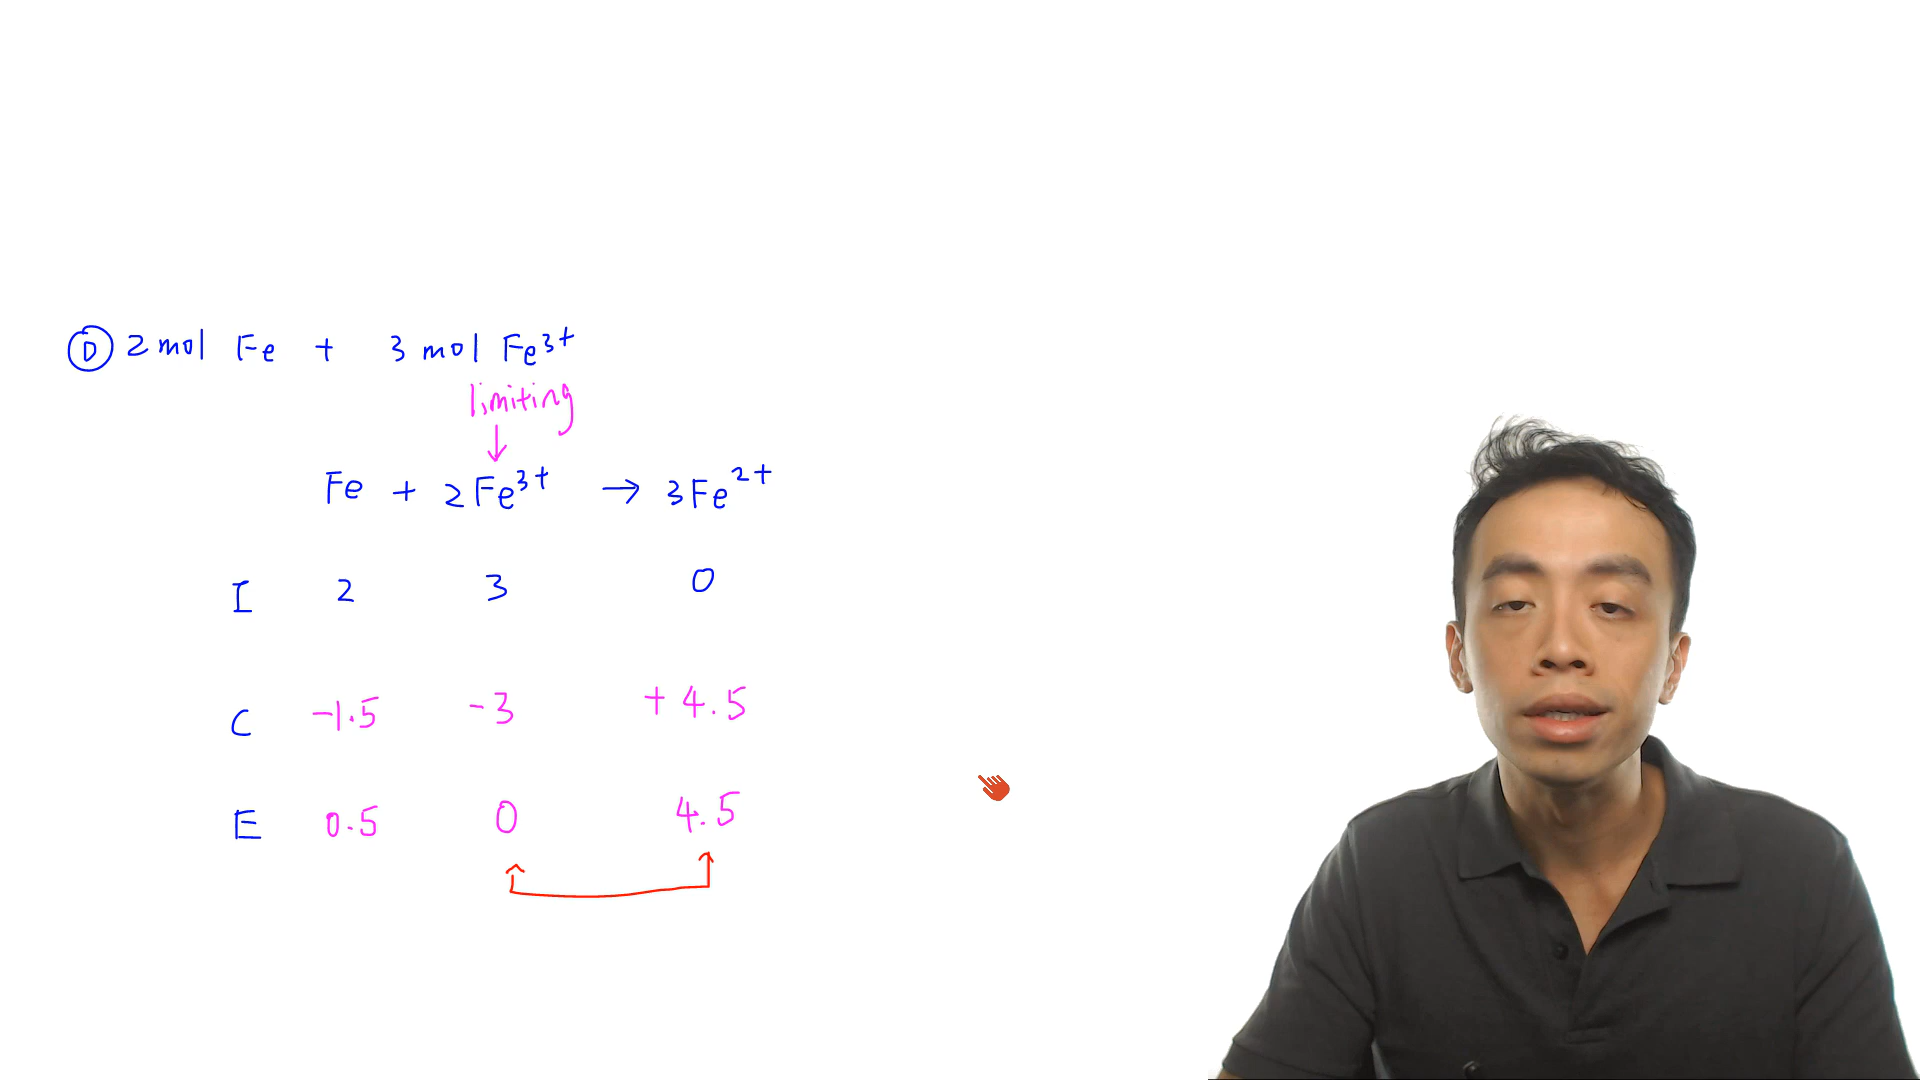 D 2 mol Fe + 3 mol Fe³⁺
limiting
Fe + 2Fe³⁺ → 3Fe²⁺
I 2 3 0
C -1.5 -3 + 4.5
E 0.5 0 4.5